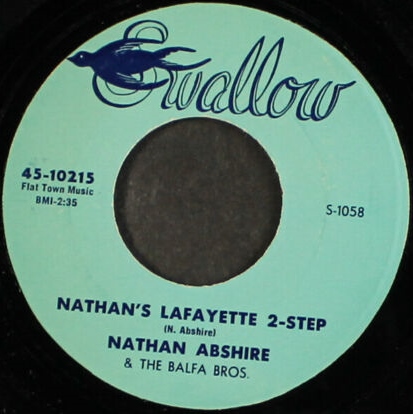 Swallow
45-10215
Flat Town Music
BMI-2:35
S-1058
NATHAN'S LAFAYETTE 2-STEP
(N. Abshire)
NATHAN ABSHIRE
& THE BALFA BROS.